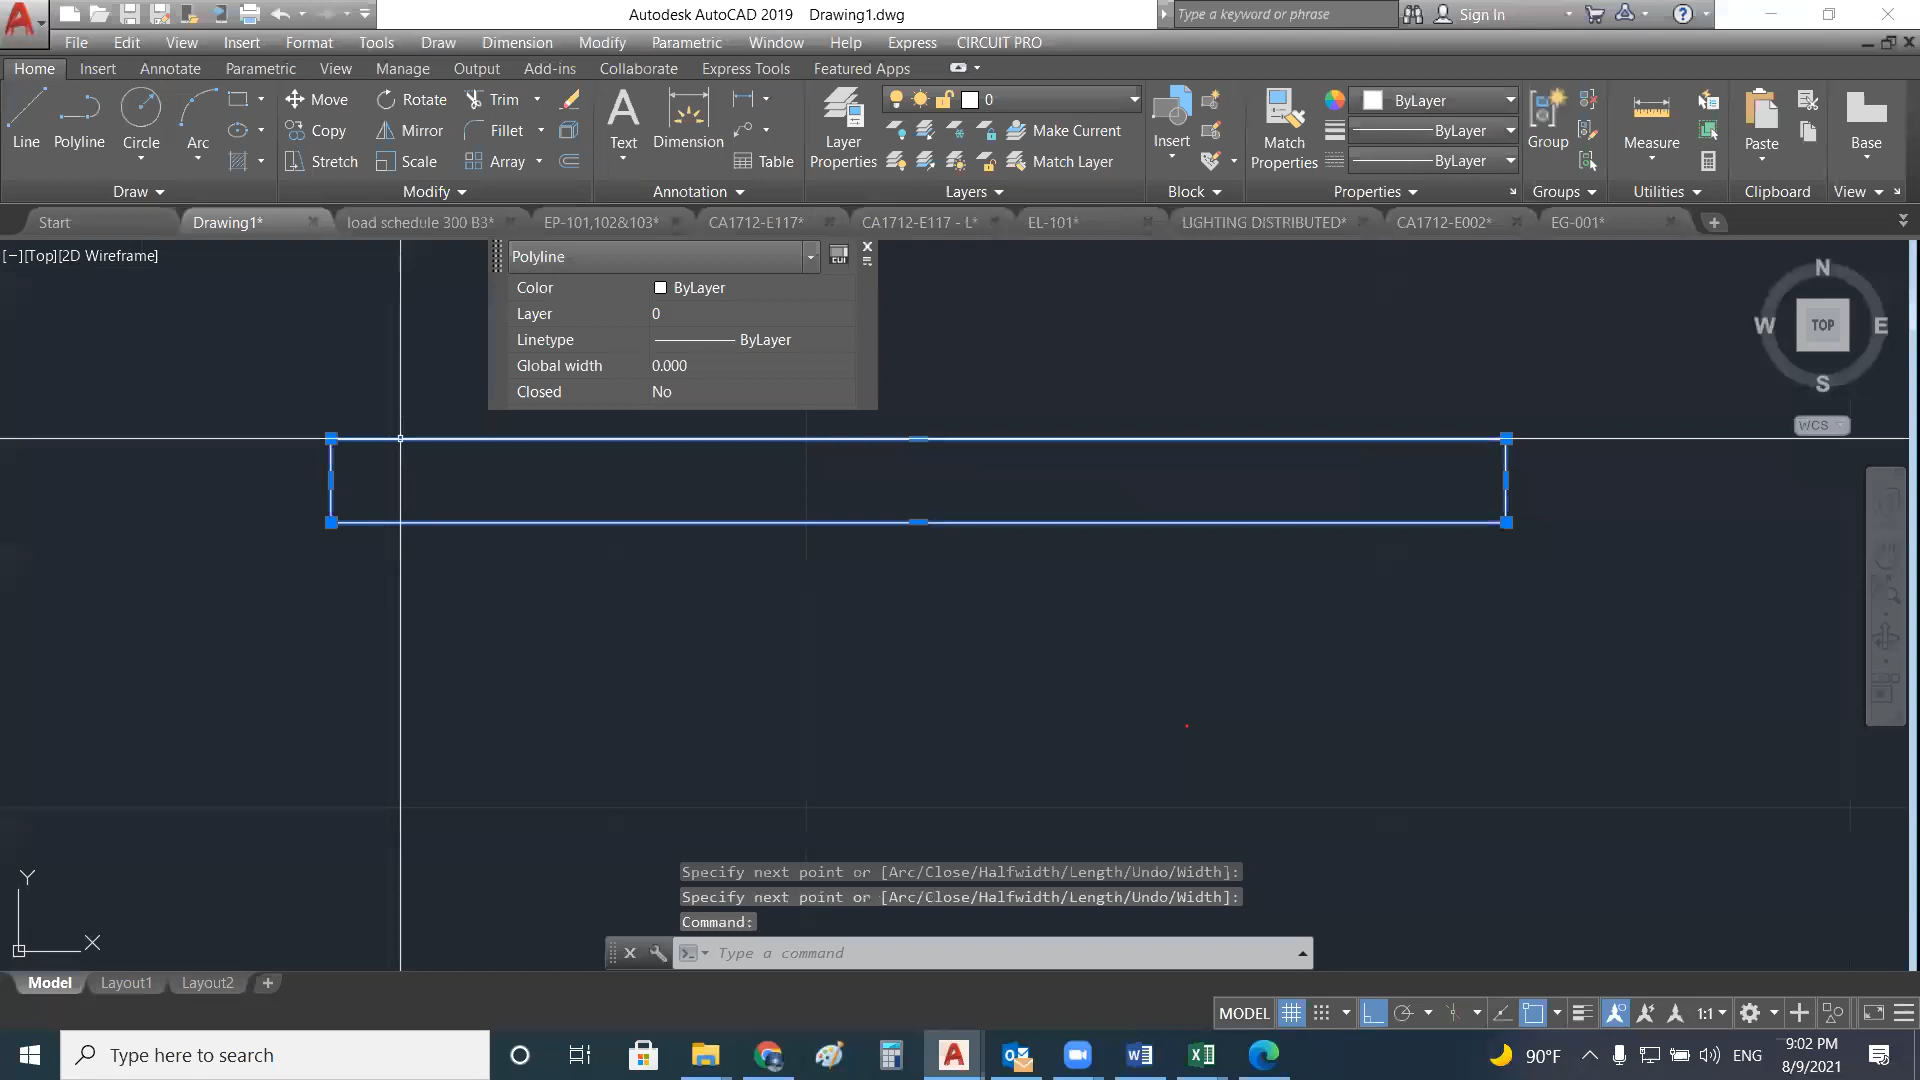 Autodesk AutoCAD 2019 Drawing1.dwg
Type a keyword or phrase
Sign In
File Edit View Insert Format Tools Draw Dimension Modify Parametric Window Help Express CIRCUIT PRO
Home Insert Annotate Parametric View Manage Output Add-ins Collaborate Express Tools Featured Apps
Move Rotate Trim
0
ByLayer
Copy Mirror Fillet
Make Current
ByLayer
Line Polyline Circle Arc
Text Dimension
Layer Properties
Insert
Match Properties
Group
Measure
Paste
Base
Stretch Scale Array
Table
Match Layer
ByLayer
Draw Modify Annotation Layers Block Properties Groups Utilities Clipboard View
Start Drawing1* load schedule 300 B3* EP-101,102&103* CA1712-E117* CA1712-E117 - L* EL-101* LIGHTING DISTRIBUTED* CA1712-E002* EG-001*
[−][Top][2D Wireframe]
Polyline
CUI
Color ByLayer
Layer 0
Linetype ByLayer
Global width 0.000
Closed No
N
W TOP E
S
WCS
Specify next point or [Arc/Close/Halfwidth/Length/Undo/Width]:
Specify next point or [Arc/Close/Halfwidth/Length/Undo/Width]:
Command:
Type a command
Y
X
Model Layout1 Layout2
MODEL 1:1
Type here to search
90°F ENG
9:02 PM
8/9/2021